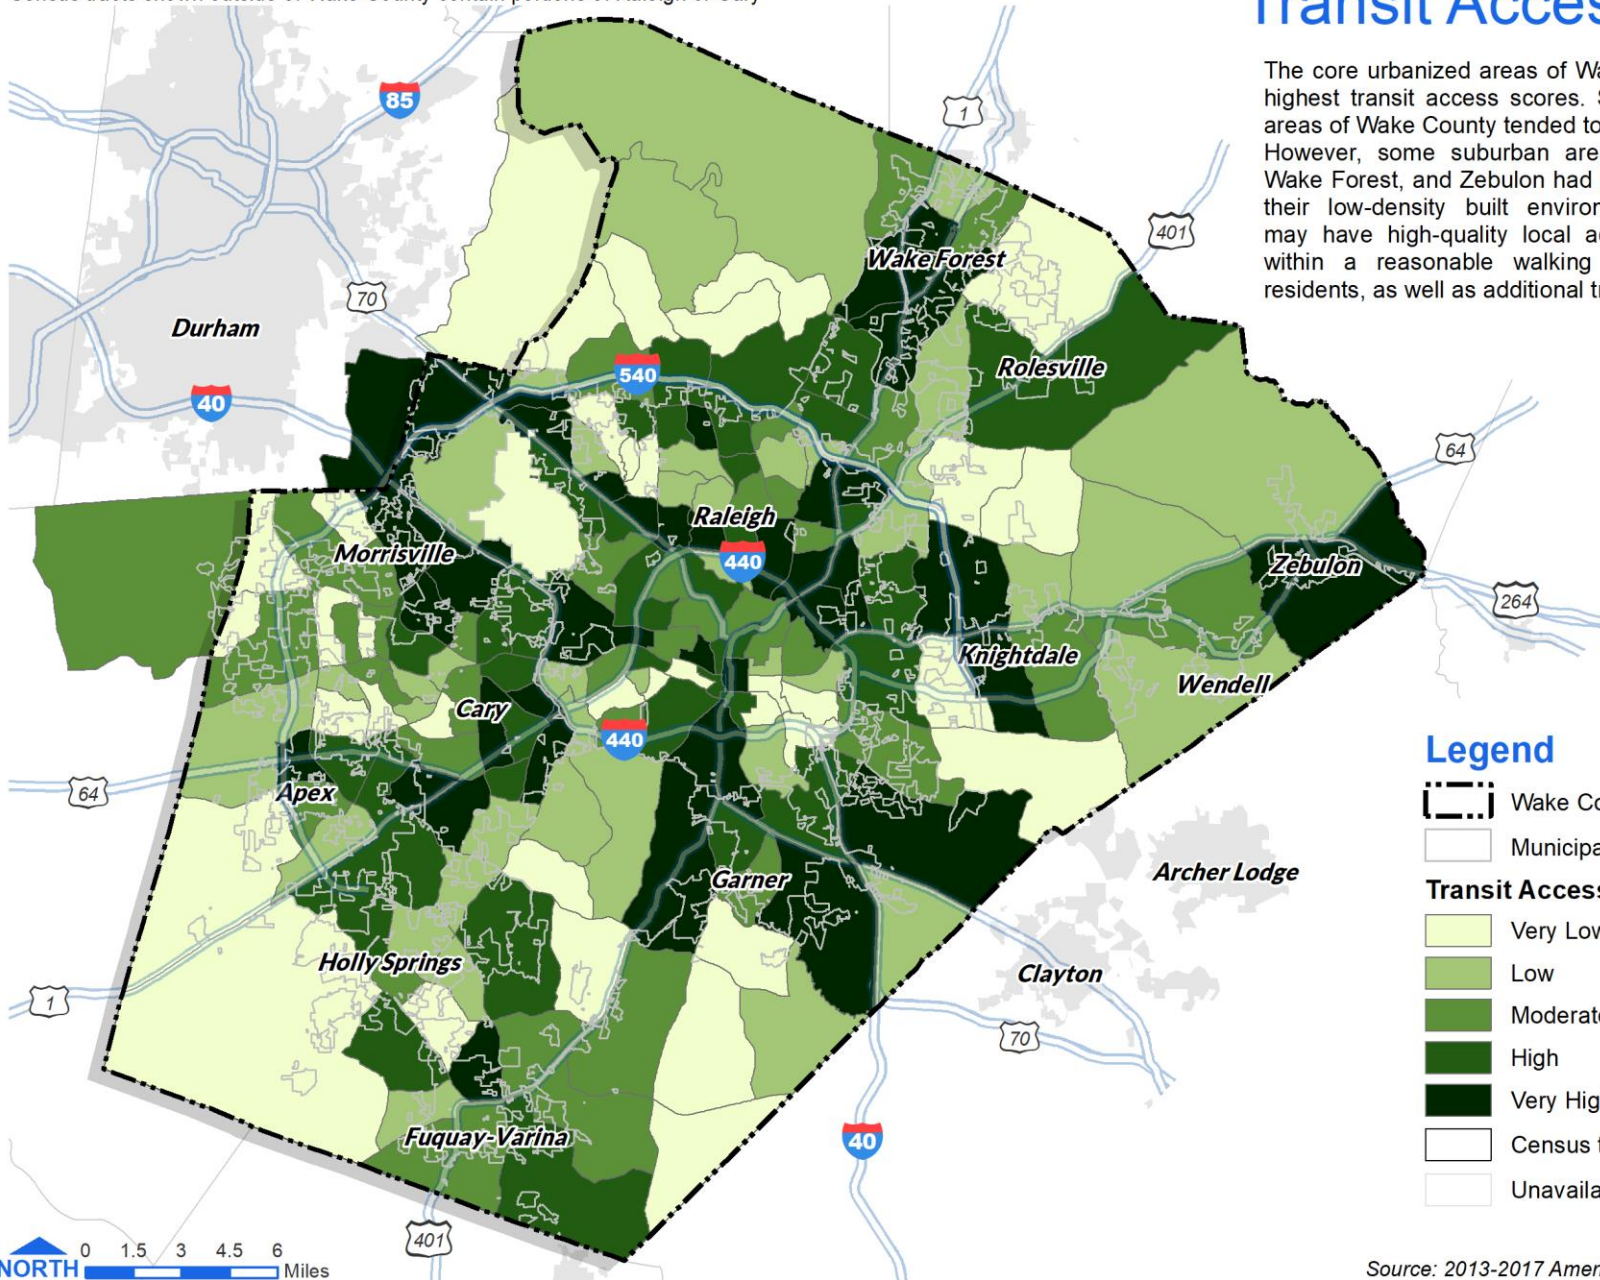 Transit Acces
The core urbanized areas of Wa
highest transit access scores. S
areas of Wake County tended to
However, some suburban are
Wake Forest, and Zebulon had
their low-density built enviror
may have high-quality local a
within a reasonable walking
residents, as well as additional t
85
1
401
Wake Forest
70
Durham
540
Rolesville
40
64
Raleigh
Morrisville
440
Zebulon
264
Knightdale
Wendell
Cary
440
64
Apex
Garner
Archer Lodge
Holly Springs
Clayton
1
70
40
Fuquay-Varina
401
Legend
Wake Co
Municipa
Transit Access
Very Low
Low
Moderate
High
Very Hig
Census t
Unavaila
NORTH
0 1.5 3 4.5 6
Miles
Source: 2013-2017 Amer